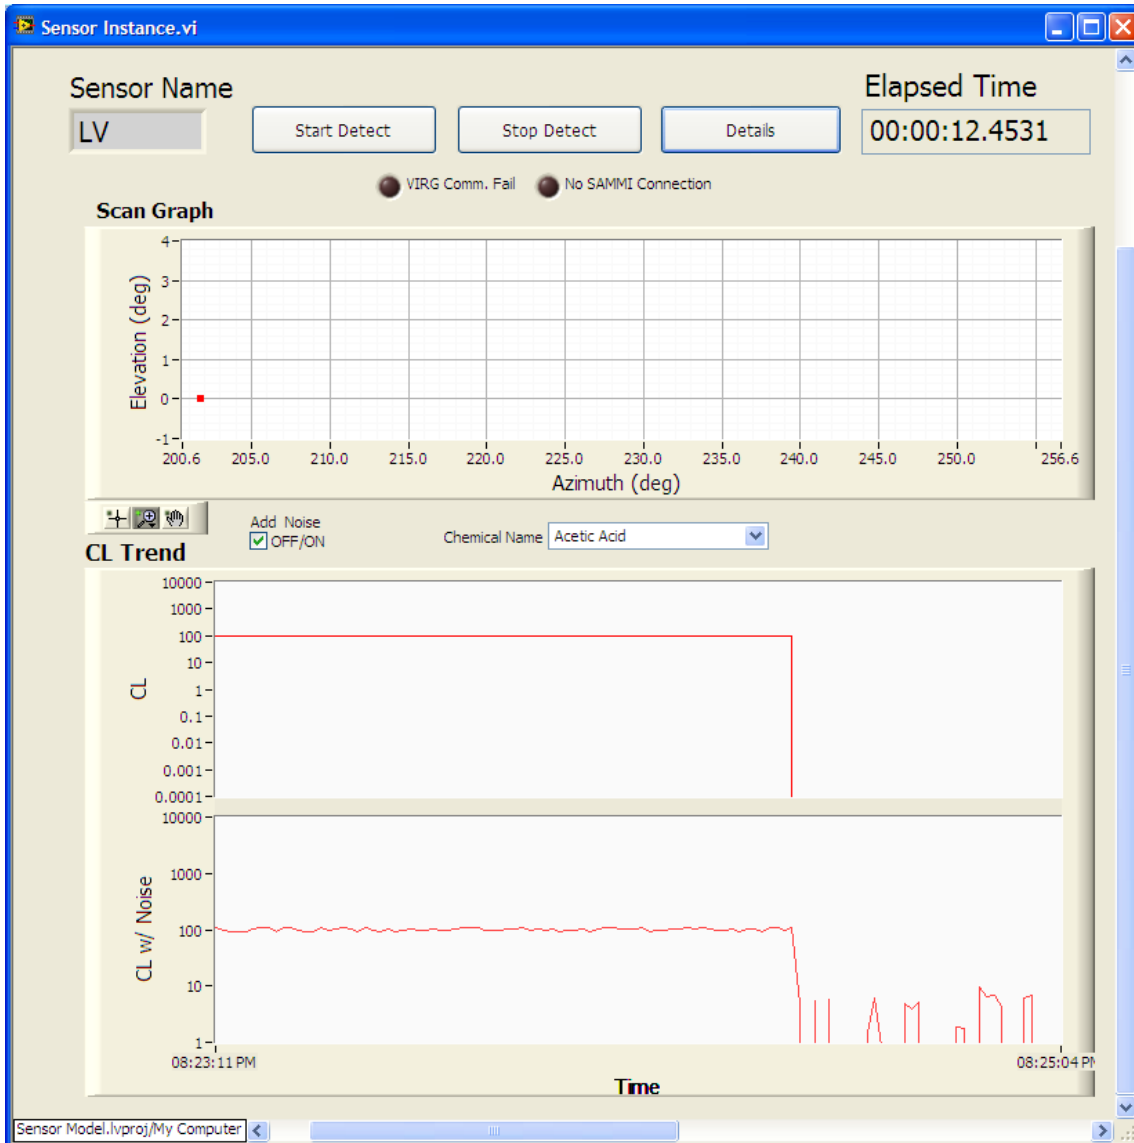 Sensor Instance.vi
Sensor Name
Elapsed Time
LV
Start Detect
Stop Detect
Details
00:00:12.4531
VIRG Comm. Fail
No SAMMI Connection
Scan Graph
4
3
2
1
0
-1
Elevation (deg)
200.6 205.0 210.0 215.0 220.0 225.0 230.0 235.0 240.0 245.0 250.0 256.6
Azimuth (deg)
Add Noise
OFF/ON
Chemical Name Acetic Acid
CL Trend
10000
1000
100
10
1
0.1
0.01
0.001
0.0001
CL
10000
1000
100
10
1
CL w/ Noise
08:23:11 PM
08:25:04 PM
Time
Sensor Model.lvproj/My Computer